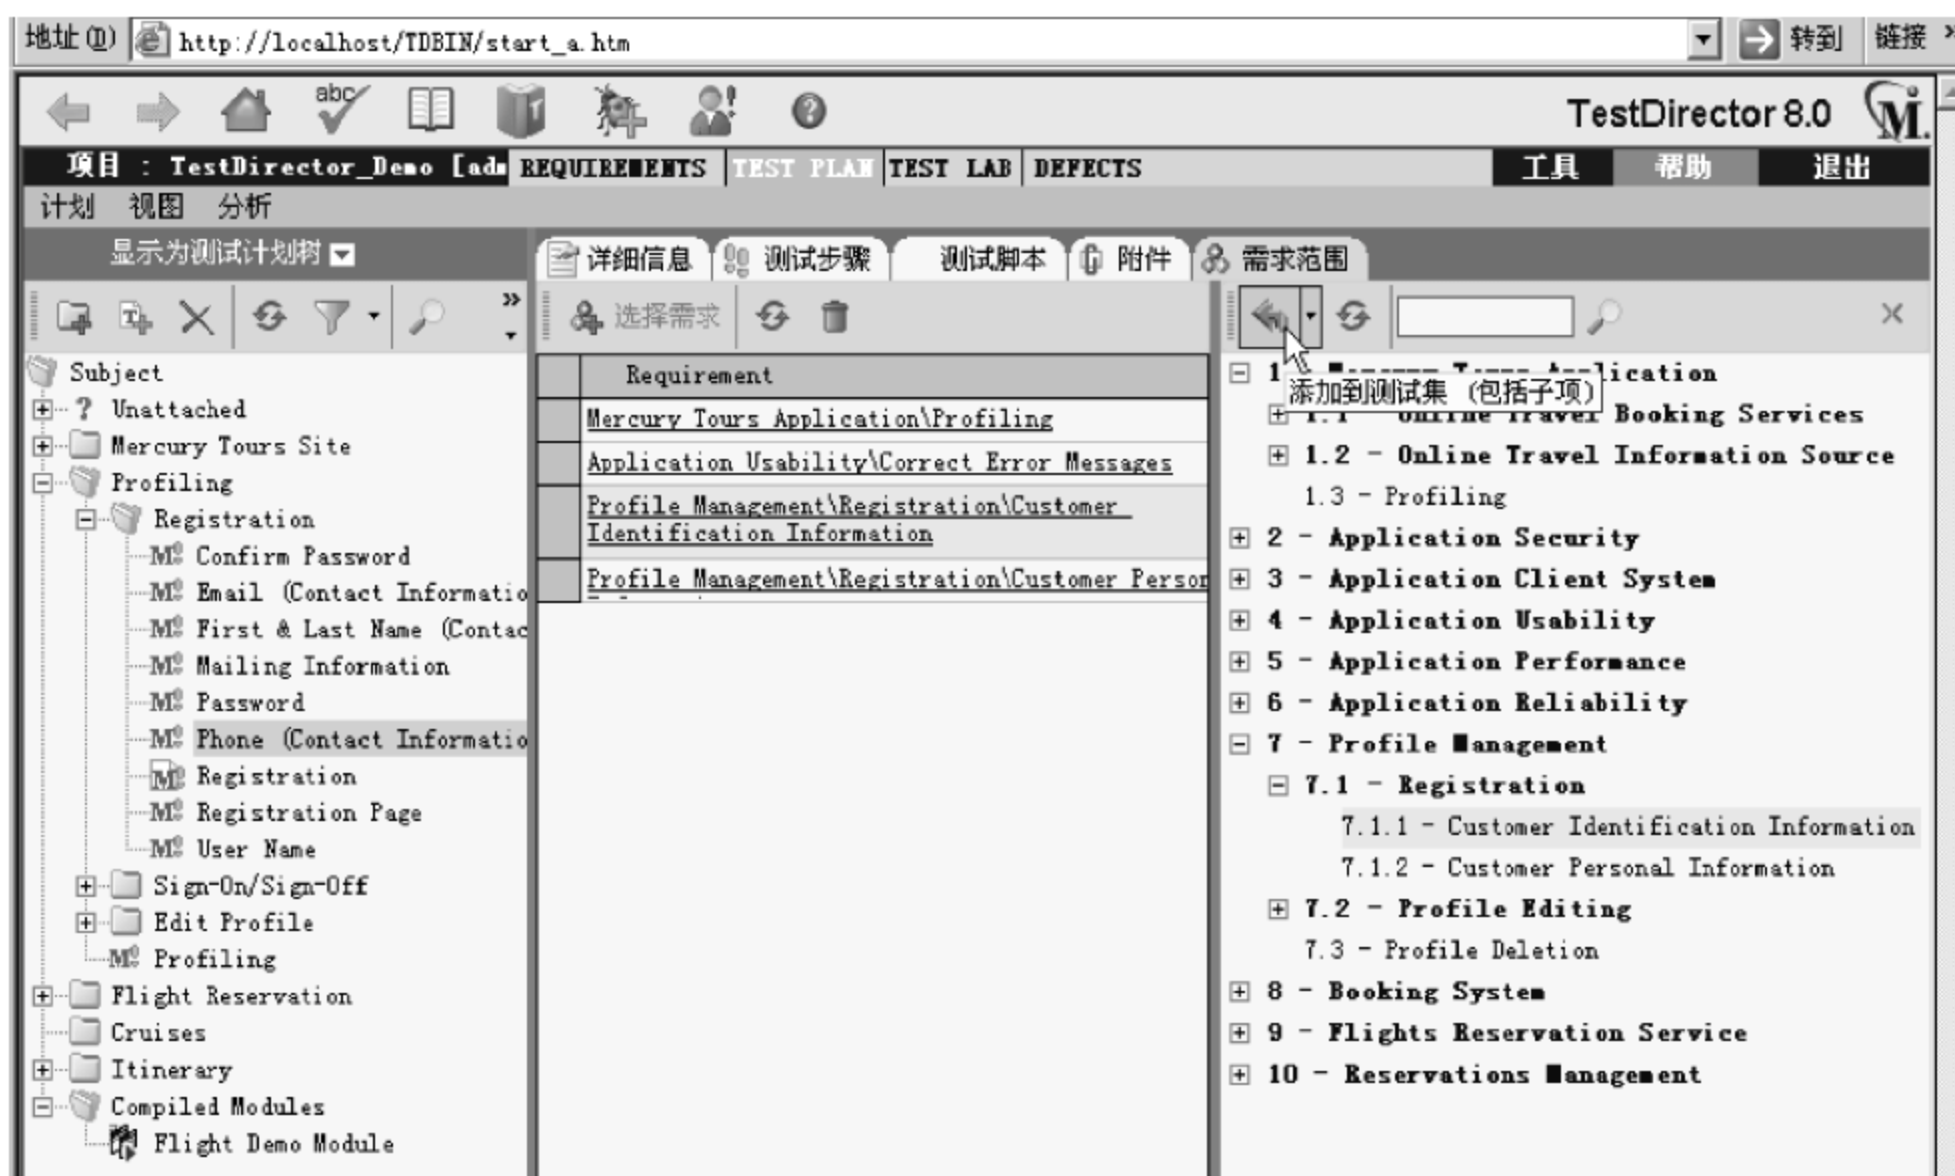 地址(D) http://localhost/TDBIN/start_a.htm 转到 链接 »
abc TestDirector 8.0 M.
项目 : TestDirector_Demo [adm REQUIREMENTS TEST PLAN TEST LAB DEFECTS 工具 帮助 退出
计划 视图 分析
显示为测试计划树
详细信息 测试步骤 测试脚本 附件 需求范围
选择需求
添加到测试集 (包括子项)
Subject
? Unattached
Mercury Tours Site
Profiling
Registration
Confirm Password
Email (Contact Informatio
First & Last Name (Contac
Mailing Information
Password
Phone (Contact Informatio
Registration
Registration Page
User Name
Sign-On/Sign-Off
Edit Profile
Profiling
Flight Reservation
Cruises
Itinerary
Compiled Modules
Flight Demo Module
Requirement
Mercury Tours Application\Profiling
Application Usability\Correct Error Messages
Profile Management\Registration\Customer
Identification Information
Profile Management\Registration\Customer Person
1.1 - Online Travel Booking Services
1.2 - Online Travel Information Source
1.3 - Profiling
2 - Application Security
3 - Application Client System
4 - Application Usability
5 - Application Performance
6 - Application Reliability
7 - Profile Management
7.1 - Registration
7.1.1 - Customer Identification Information
7.1.2 - Customer Personal Information
7.2 - Profile Editing
7.3 - Profile Deletion
8 - Booking System
9 - Flights Reservation Service
10 - Reservations Management